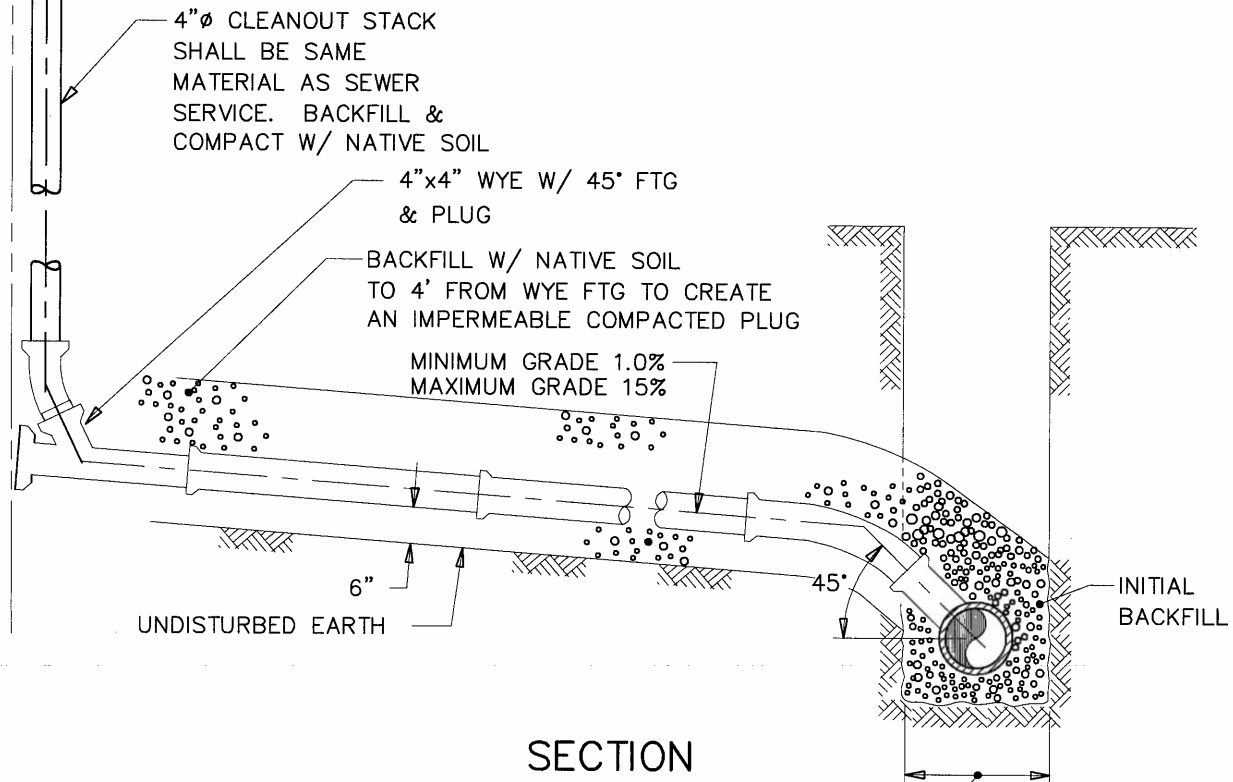 4"ø CLEANOUT STACK
SHALL BE SAME
MATERIAL AS SEWER
SERVICE. BACKFILL &
COMPACT W/ NATIVE SOIL
4"x4" WYE W/ 45° FTG
& PLUG
BACKFILL W/ NATIVE SOIL
TO 4' FROM WYE FTG TO CREATE
AN IMPERMEABLE COMPACTED PLUG
MINIMUM GRADE 1.0%
MAXIMUM GRADE 15%
6"
45°
UNDISTURBED EARTH
INITIAL
BACKFILL
SECTION